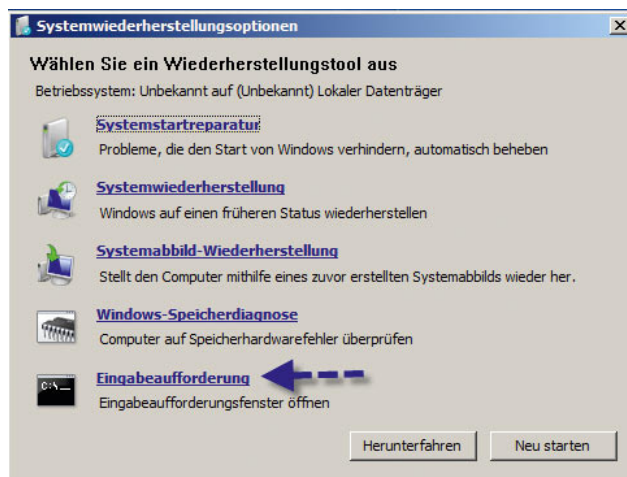 Systemwiederherstellungsoptionen
Wählen Sie ein Wiederherstellungstool aus
Betriebssystem: Unbekannt auf (Unbekannt) Lokaler Datenträger
Systemstartreparatur
Probleme, die den Start von Windows verhindern, automatisch beheben
Systemwiederherstellung
Windows auf einen früheren Status wiederherstellen
Systemabbild-Wiederherstellung
Stellt den Computer mithilfe eines zuvor erstellten Systemabbilds wieder her.
Windows-Speicherdiagnose
Computer auf Speicherhardwarefehler überprüfen
C:\_
Eingabeaufforderung
Eingabeaufforderungsfenster öffnen
Herunterfahren
Neu starten